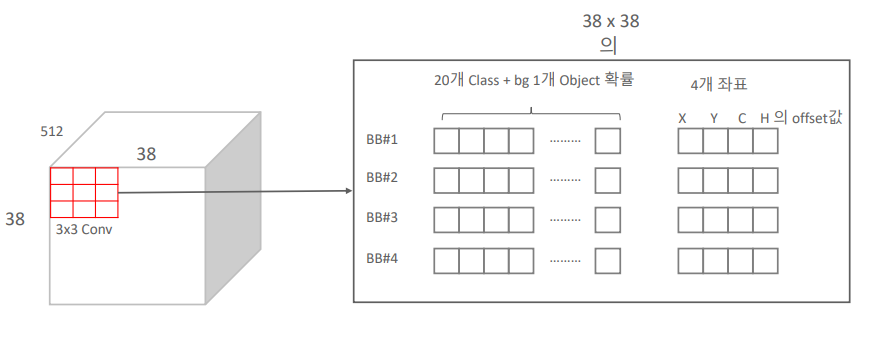 38 x 38
의
20개 Class + bg 1개 Object 확률
4개 좌표
X Y C H 의 offset값
512
38
38
3x3 Conv
BB#1
.........
BB#2
.........
BB#3
.........
BB#4
.........